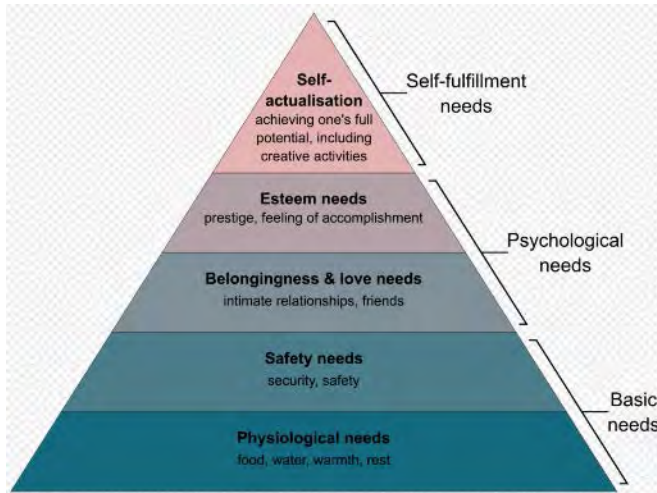 Self-
actualisation
achieving one's full
potential, including
creative activities
Self-fulfillment
needs
Esteem needs
prestige, feeling of accomplishment
Psychological
needs
Belongingness & love needs
intimate relationships, friends
Safety needs
security, safety
Basic
needs
Physiological needs
food, water, warmth, rest